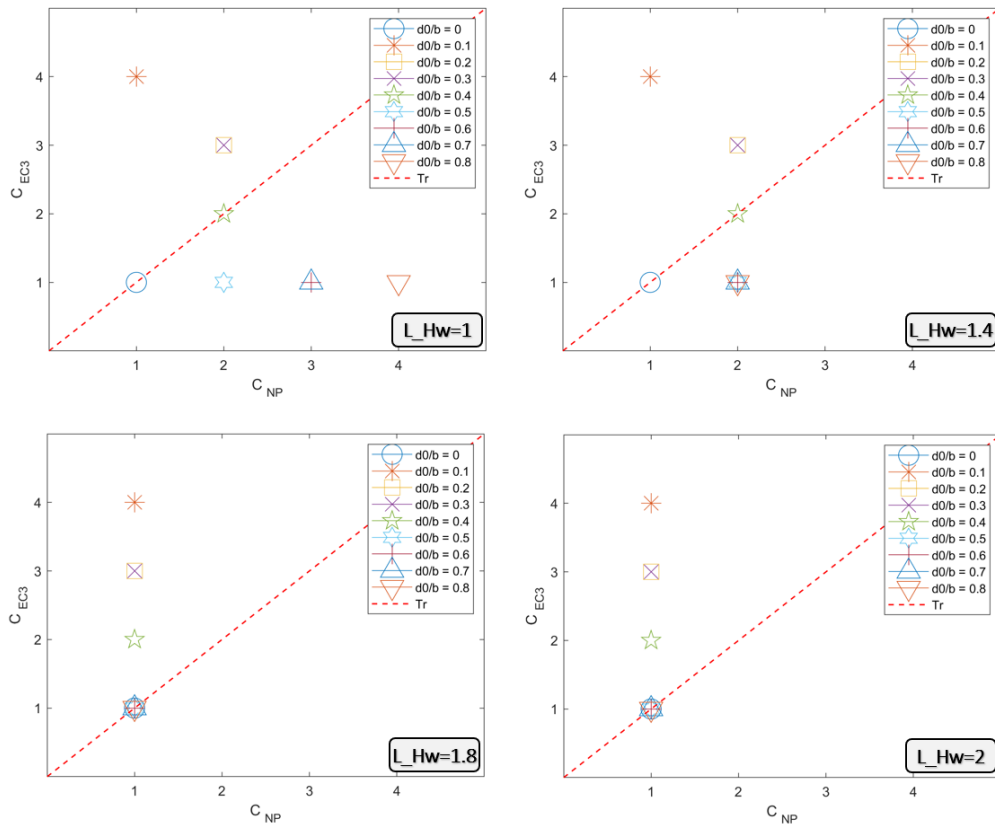 d0/b = 0
d0/b = 0.1
d0/b = 0.2
d0/b = 0.3
d0/b = 0.4
d0/b = 0.5
d0/b = 0.6
d0/b = 0.7
d0/b = 0.8
Tr
4
3
2
1
C EC3
1 2 3 4
C NP
L_Hw=1
d0/b = 0
d0/b = 0.1
d0/b = 0.2
d0/b = 0.3
d0/b = 0.4
d0/b = 0.5
d0/b = 0.6
d0/b = 0.7
d0/b = 0.8
Tr
4
3
2
1
C EC3
1 2 3 4
C NP
L_Hw=1.4
d0/b = 0
d0/b = 0.1
d0/b = 0.2
d0/b = 0.3
d0/b = 0.4
d0/b = 0.5
d0/b = 0.6
d0/b = 0.7
d0/b = 0.8
Tr
4
3
2
1
C EC3
1 2 3 4
C NP
L_Hw=1.8
d0/b = 0
d0/b = 0.1
d0/b = 0.2
d0/b = 0.3
d0/b = 0.4
d0/b = 0.5
d0/b = 0.6
d0/b = 0.7
d0/b = 0.8
Tr
4
3
2
1
C EC3
1 2 3 4
C NP
L_Hw=2